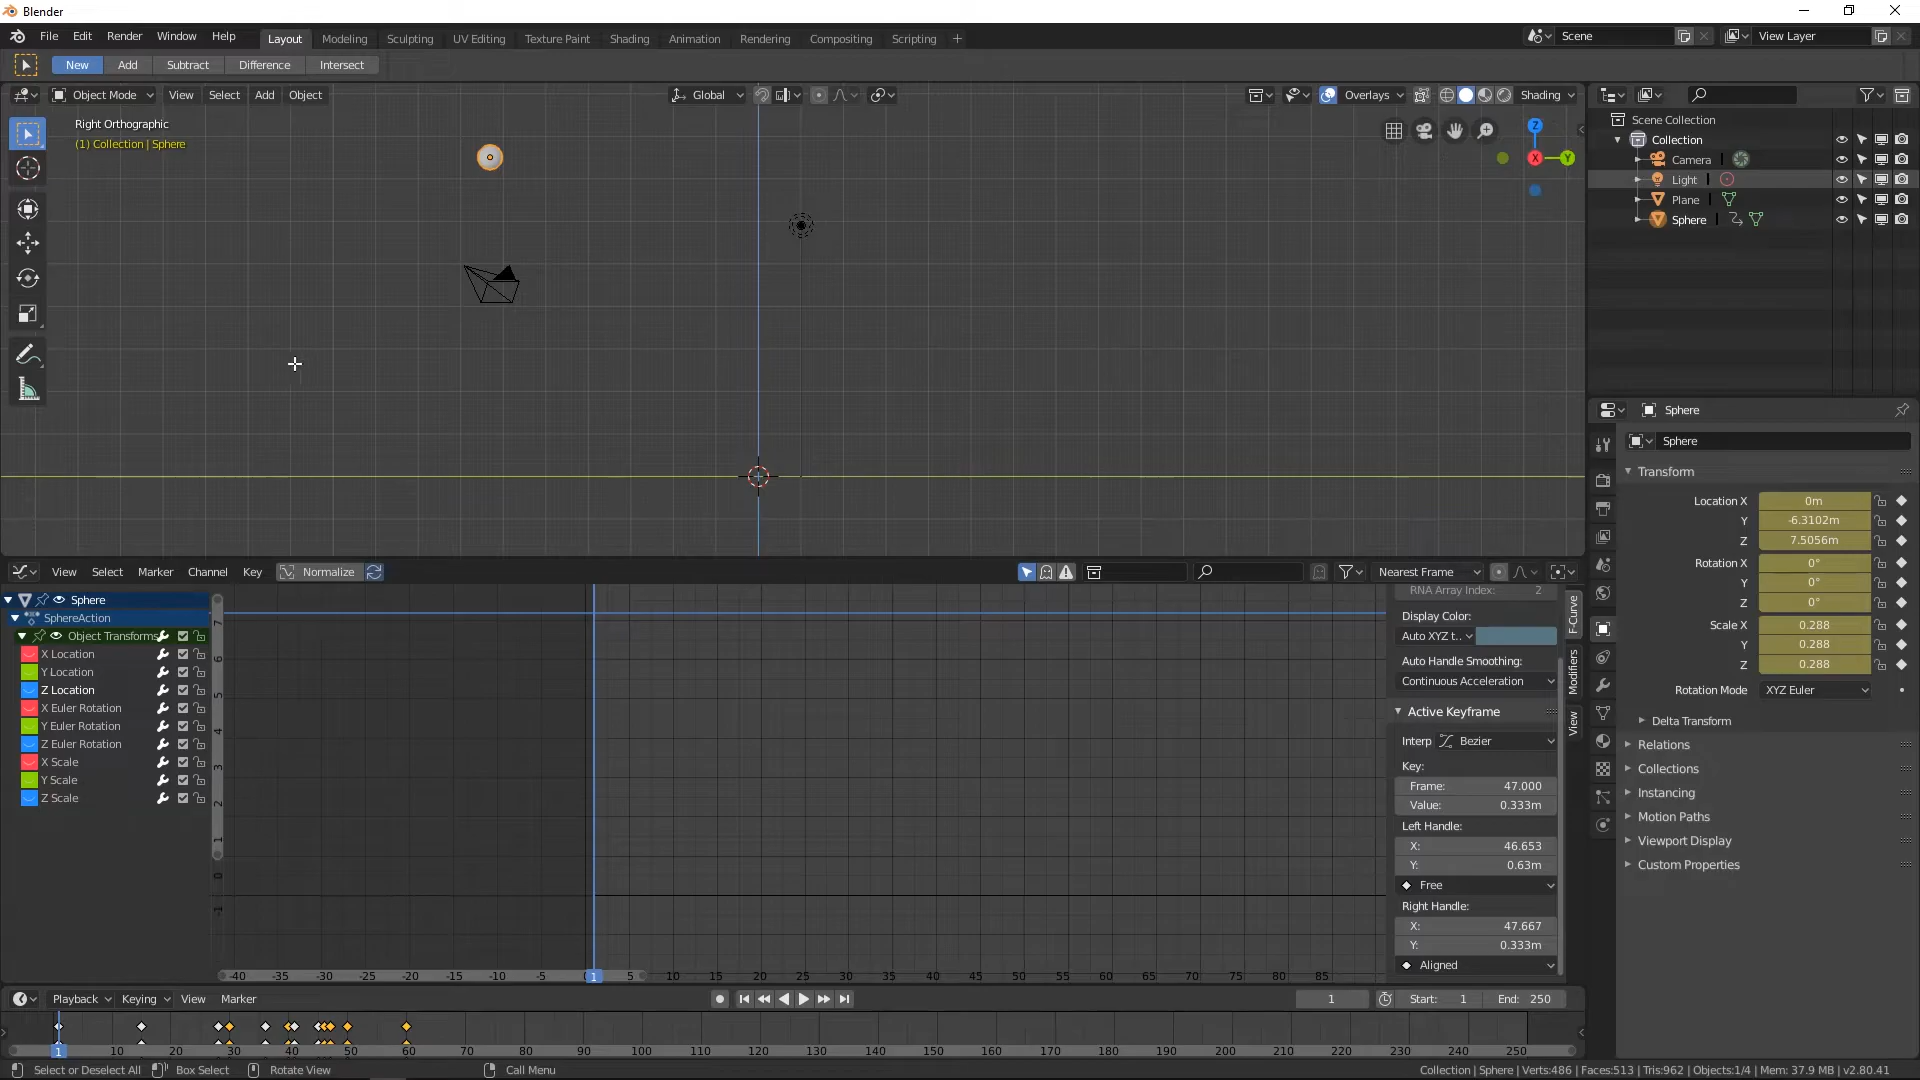 Blender
File Edit Render Window Help Layout Modeling Sculpting UV Editing Texture Paint Shading Animation Rendering Compositing Scripting + Scene View Layer
New Add Subtract Difference Intersect
Object Mode View Select Add Object Global Overlays Shading
Right Orthographic
(1) Collection | Sphere
Z
X
Y
Scene Collection
Collection
Camera
Light
Plane
Sphere
Sphere
Sphere
Transform
Location X 0m
Y -6.3102m
Z 7.5056m
Rotation X 0°
Y 0°
Z 0°
Scale X 0.288
Y 0.288
Z 0.288
Rotation Mode XYZ Euler
Delta Transform
Relations
Collections
Instancing
Motion Paths
Viewport Display
Custom Properties
View Select Marker Channel Key Normalize Nearest Frame
Sphere
SphereAction
Object Transforms
X Location
Y Location
Z Location
X Euler Rotation
Y Euler Rotation
Z Euler Rotation
X Scale
Y Scale
Z Scale
7
6
5
4
3
2
1
0
-1
-40 -35 -30 -25 -20 -15 -10 -5 1 5 10 15 20 25 30 35 40 45 50 55 60 65 70 75 80 85
RNA Array Index: 2
Display Color:
Auto XYZ t..
Auto Handle Smoothing:
Continuous Acceleration
Active Keyframe
Interp Bezier
Key:
Frame: 47.000
Value: 0.333m
Left Handle:
X: 46.653
Y: 0.63m
Free
Right Handle:
X: 47.667
Y: 0.333m
Aligned
F-Curve
Modifiers
View
Playback Keying View Marker 1 Start: 1 End: 250
1 10 20 30 40 50 60 70 80 90 100 110 120 130 140 150 160 170 180 190 200 210 220 230 240 250
Select or Deselect All Box Select Rotate View Call Menu Collection | Sphere | Verts:486 | Faces:513 | Tris:962 | Objects:1/4 | Mem: 37.9 MB | v2.80.41